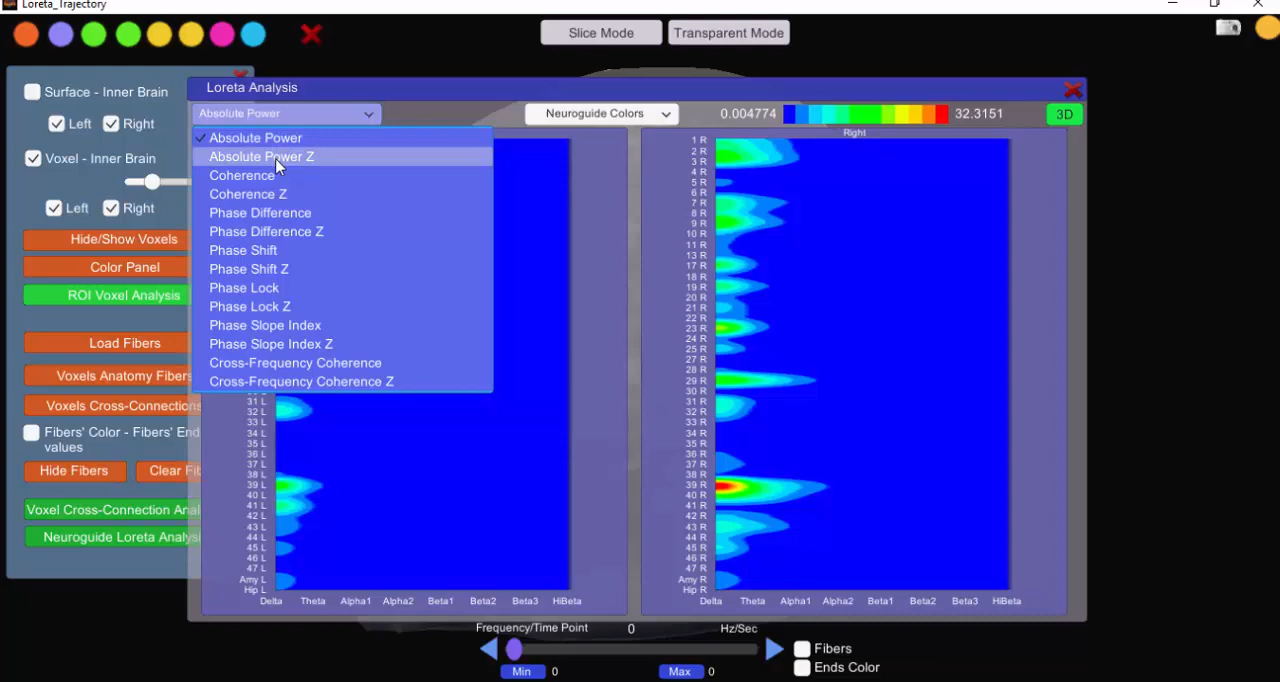 Loreta_Trajectory
Slice Mode
Transparent Mode
Surface - Inner Brain
Left
Right
Voxel - Inner Brain
Left
Right
Hide/Show Voxels
Color Panel
ROI Voxel Analysis
Load Fibers
Voxels Anatomy Fibers
Voxels Cross-Connections
Fibers' Color - Fibers' End
values
Hide Fibers
Clear Fib
Voxel Cross-Connection Anal
Neuroguide Loreta Analysis
Loreta Analysis
Absolute Power
Neuroguide Colors
0.004774
32.3151
3D
Absolute Power
Absolute Power Z
Coherence
Coherence Z
Phase Difference
Phase Difference Z
Phase Shift
Phase Shift Z
Phase Lock
Phase Lock Z
Phase Slope Index
Phase Slope Index Z
Cross-Frequency Coherence
Cross-Frequency Coherence Z
31 L
32 L
33 L
34 L
35 L
36 L
37 L
38 L
39 L
40 L
41 L
42 L
43 L
44 L
45 L
46 L
47 L
Amy L
Hip L
Delta Theta Alpha1 Alpha2 Beta1 Beta2 Beta3 HiBeta
Right
1 R
2 R
3 R
4 R
5 R
6 R
7 R
8 R
9 R
10 R
11 R
13 R
17 R
18 R
19 R
20 R
21 R
22 R
23 R
24 R
25 R
27 R
28 R
29 R
30 R
31 R
32 R
33 R
34 R
35 R
36 R
37 R
38 R
39 R
40 R
41 R
42 R
43 R
44 R
45 R
46 R
47 R
Amy R
Hip R
Delta Theta Alpha1 Alpha2 Beta1 Beta2 Beta3 HiBeta
Frequency/Time Point 0 Hz/Sec
Min 0
Max 0
Fibers
Ends Color